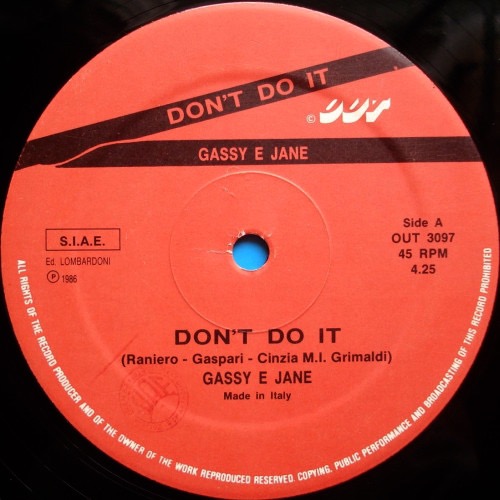 DON'T DO IT
© OUT
GASSY E JANE
S.I.A.E.
Ed. LOMBARDONI
℗ 1986
Side A
OUT 3097
45 RPM
4.25
DON'T DO IT
(Raniero - Gaspari - Cinzia M.I. Grimaldi)
GASSY E JANE
Made in Italy
ALL RIGHTS OF THE RECORD PRODUCER AND OF THE OWNER OF THE WORK REPRODUCED RESERVED. COPYING, PUBLIC PERFORMANCE AND BROADCASTING OF THIS RECORD PROHIBITED